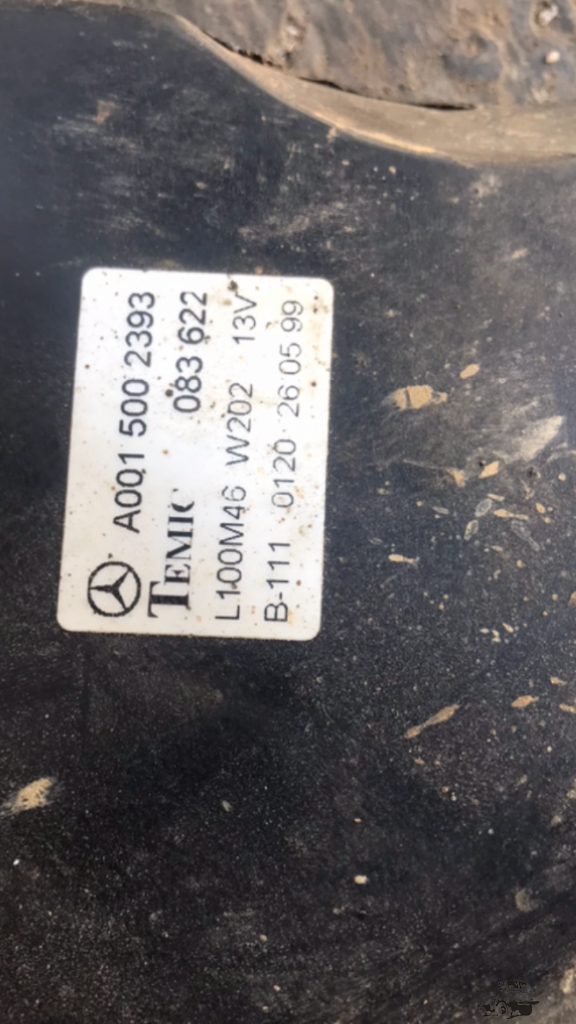 A001 500 2393
TEMIC 083 622
L100M46 W202 13V
B-111 0120 26 05 99